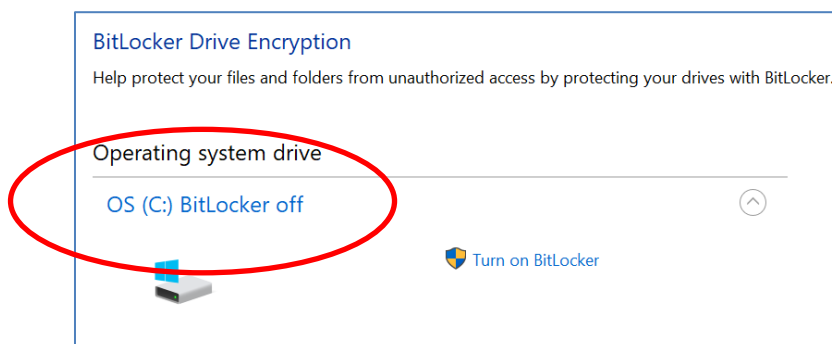 BitLocker Drive Encryption
Help protect your files and folders from unauthorized access by protecting your drives with BitLocker.
Operating system drive
OS (C:) BitLocker off
Turn on BitLocker